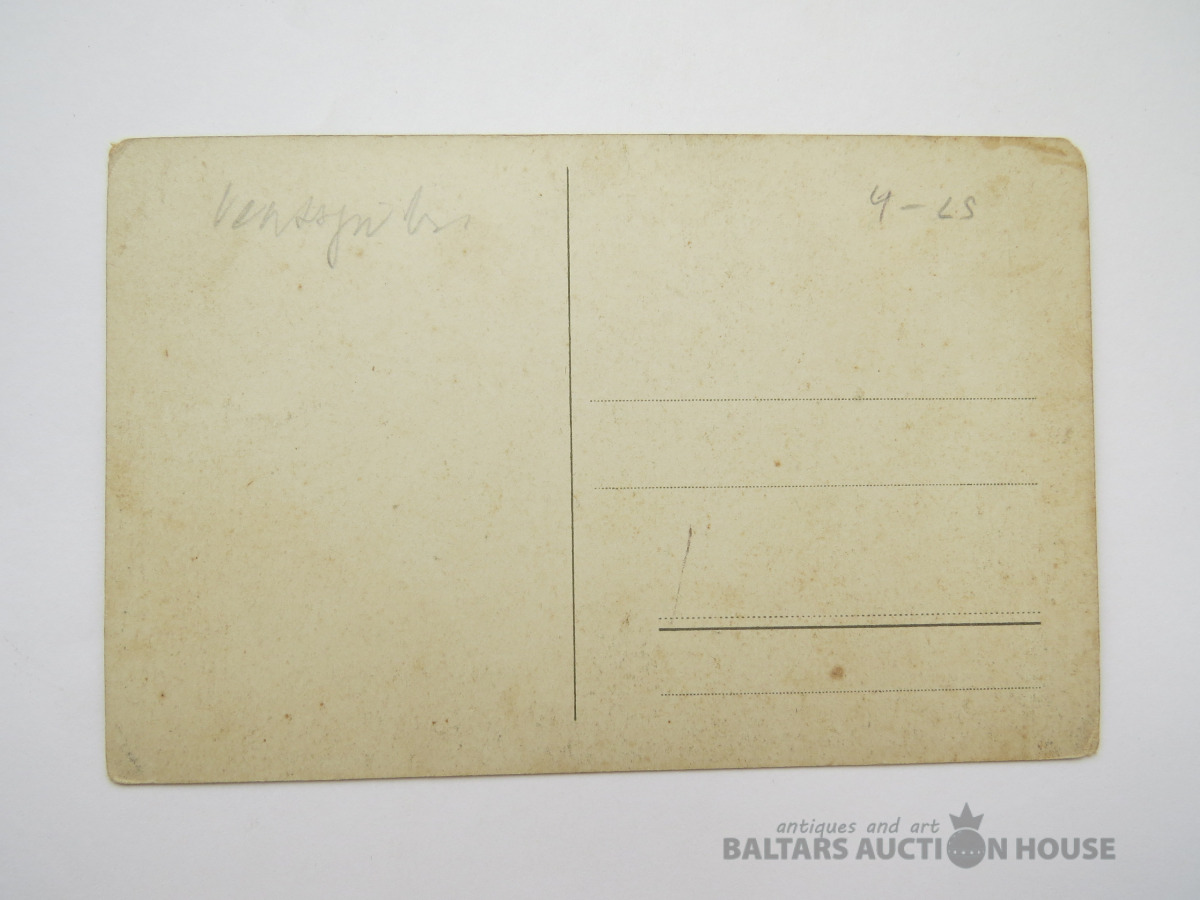 4-LS
antiques and art
BALTARS AUCTION HOUSE